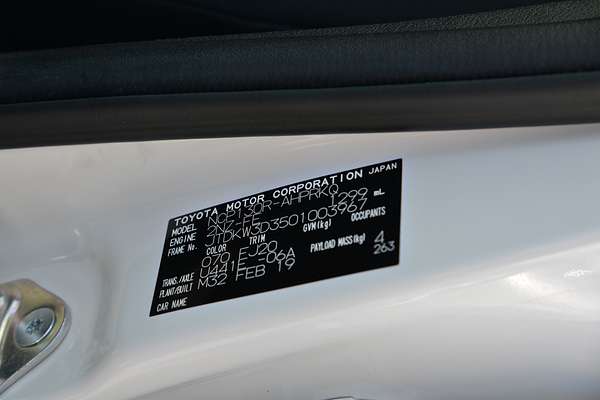 TOYOTA MOTOR CORPORATION JAPAN
MODEL NCP130R-AHPRKQ
ENGINE 2NZ-FE 1299 mL
FRAME No. JTDKW3D3501003967
COLOR TRIM GVM(kg) OCCUPANTS
070 EJ20 4
TRANS./AXLE U441E -06A PAYLOAD MASS(kg) 263
PLANT/BUILT M32 FEB 19
CAR NAME